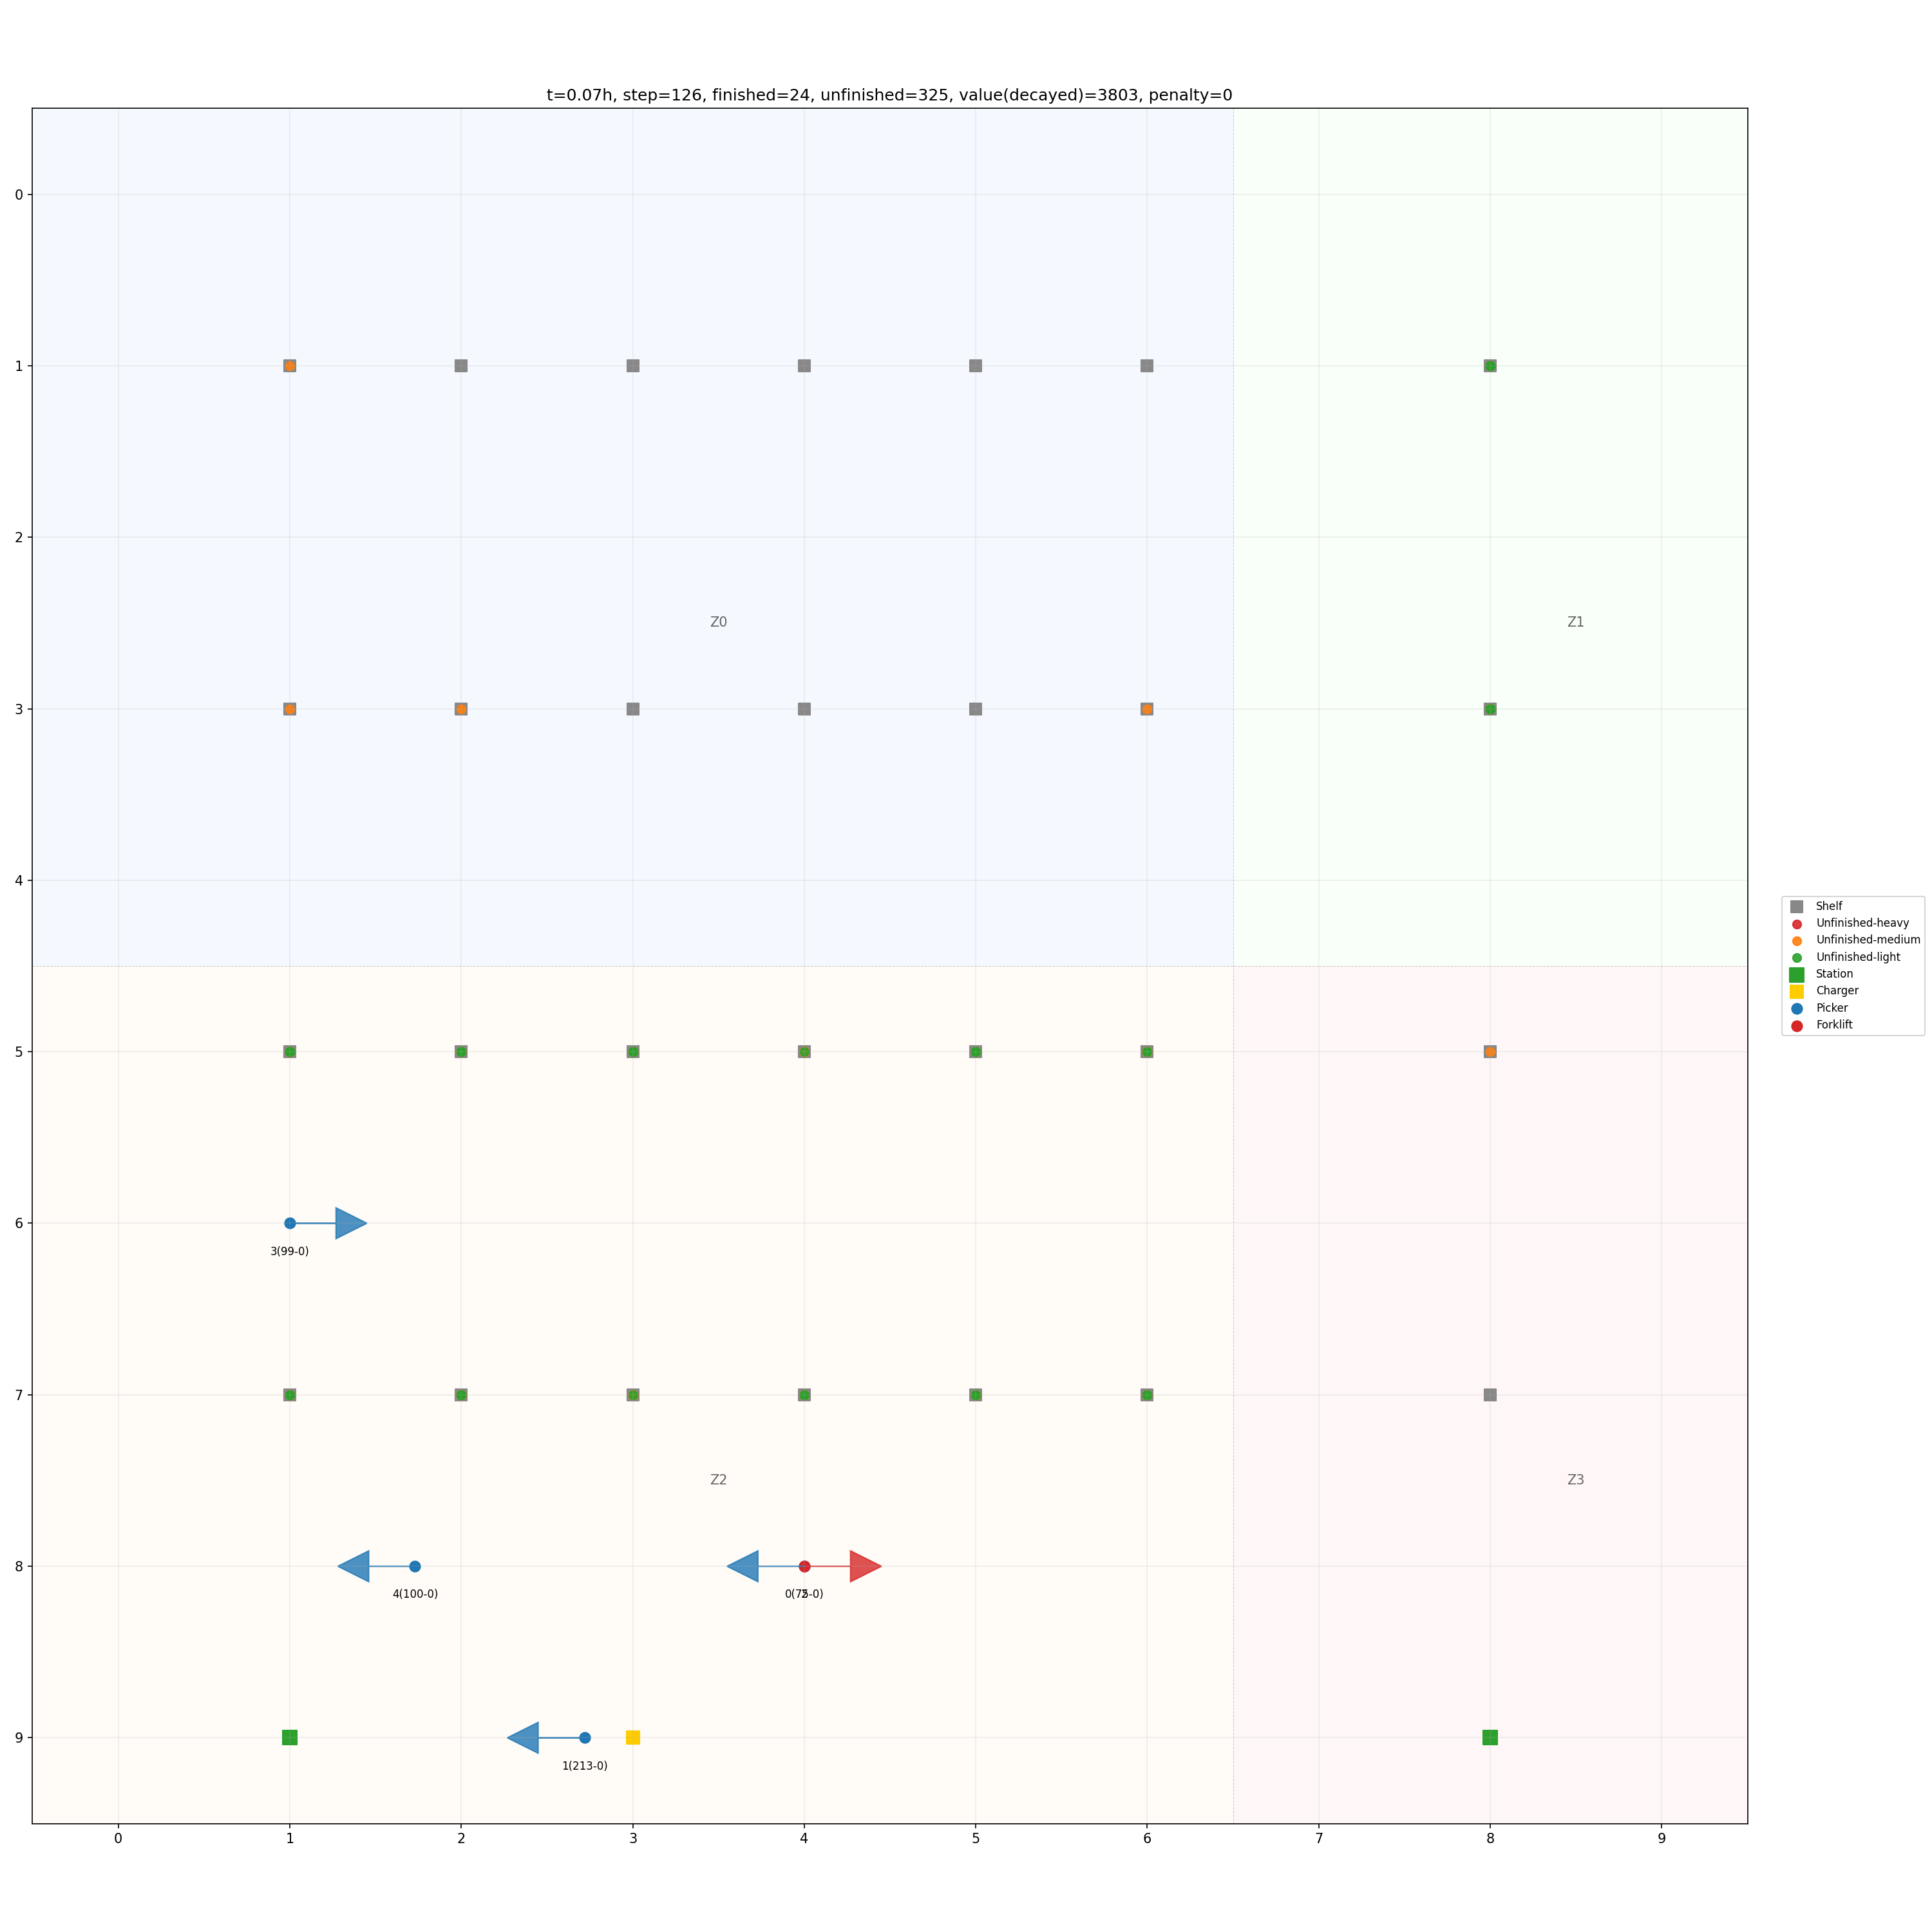 t=0.07h, step=126, finished=24, unfinished=325, value(decayed)=3803, penalty=0
0
1
2
Z0
Z1
3
4
Shelf
Unfinished-heavy
Unfinished-medium
Unfinished-light
Station
Charger
Picker
Forklift
5
6
3(99-0)
7
Z2
Z3
8
4(100-0)
9
1(213-0)
0 1 2 3 4 5 6 7 8 9